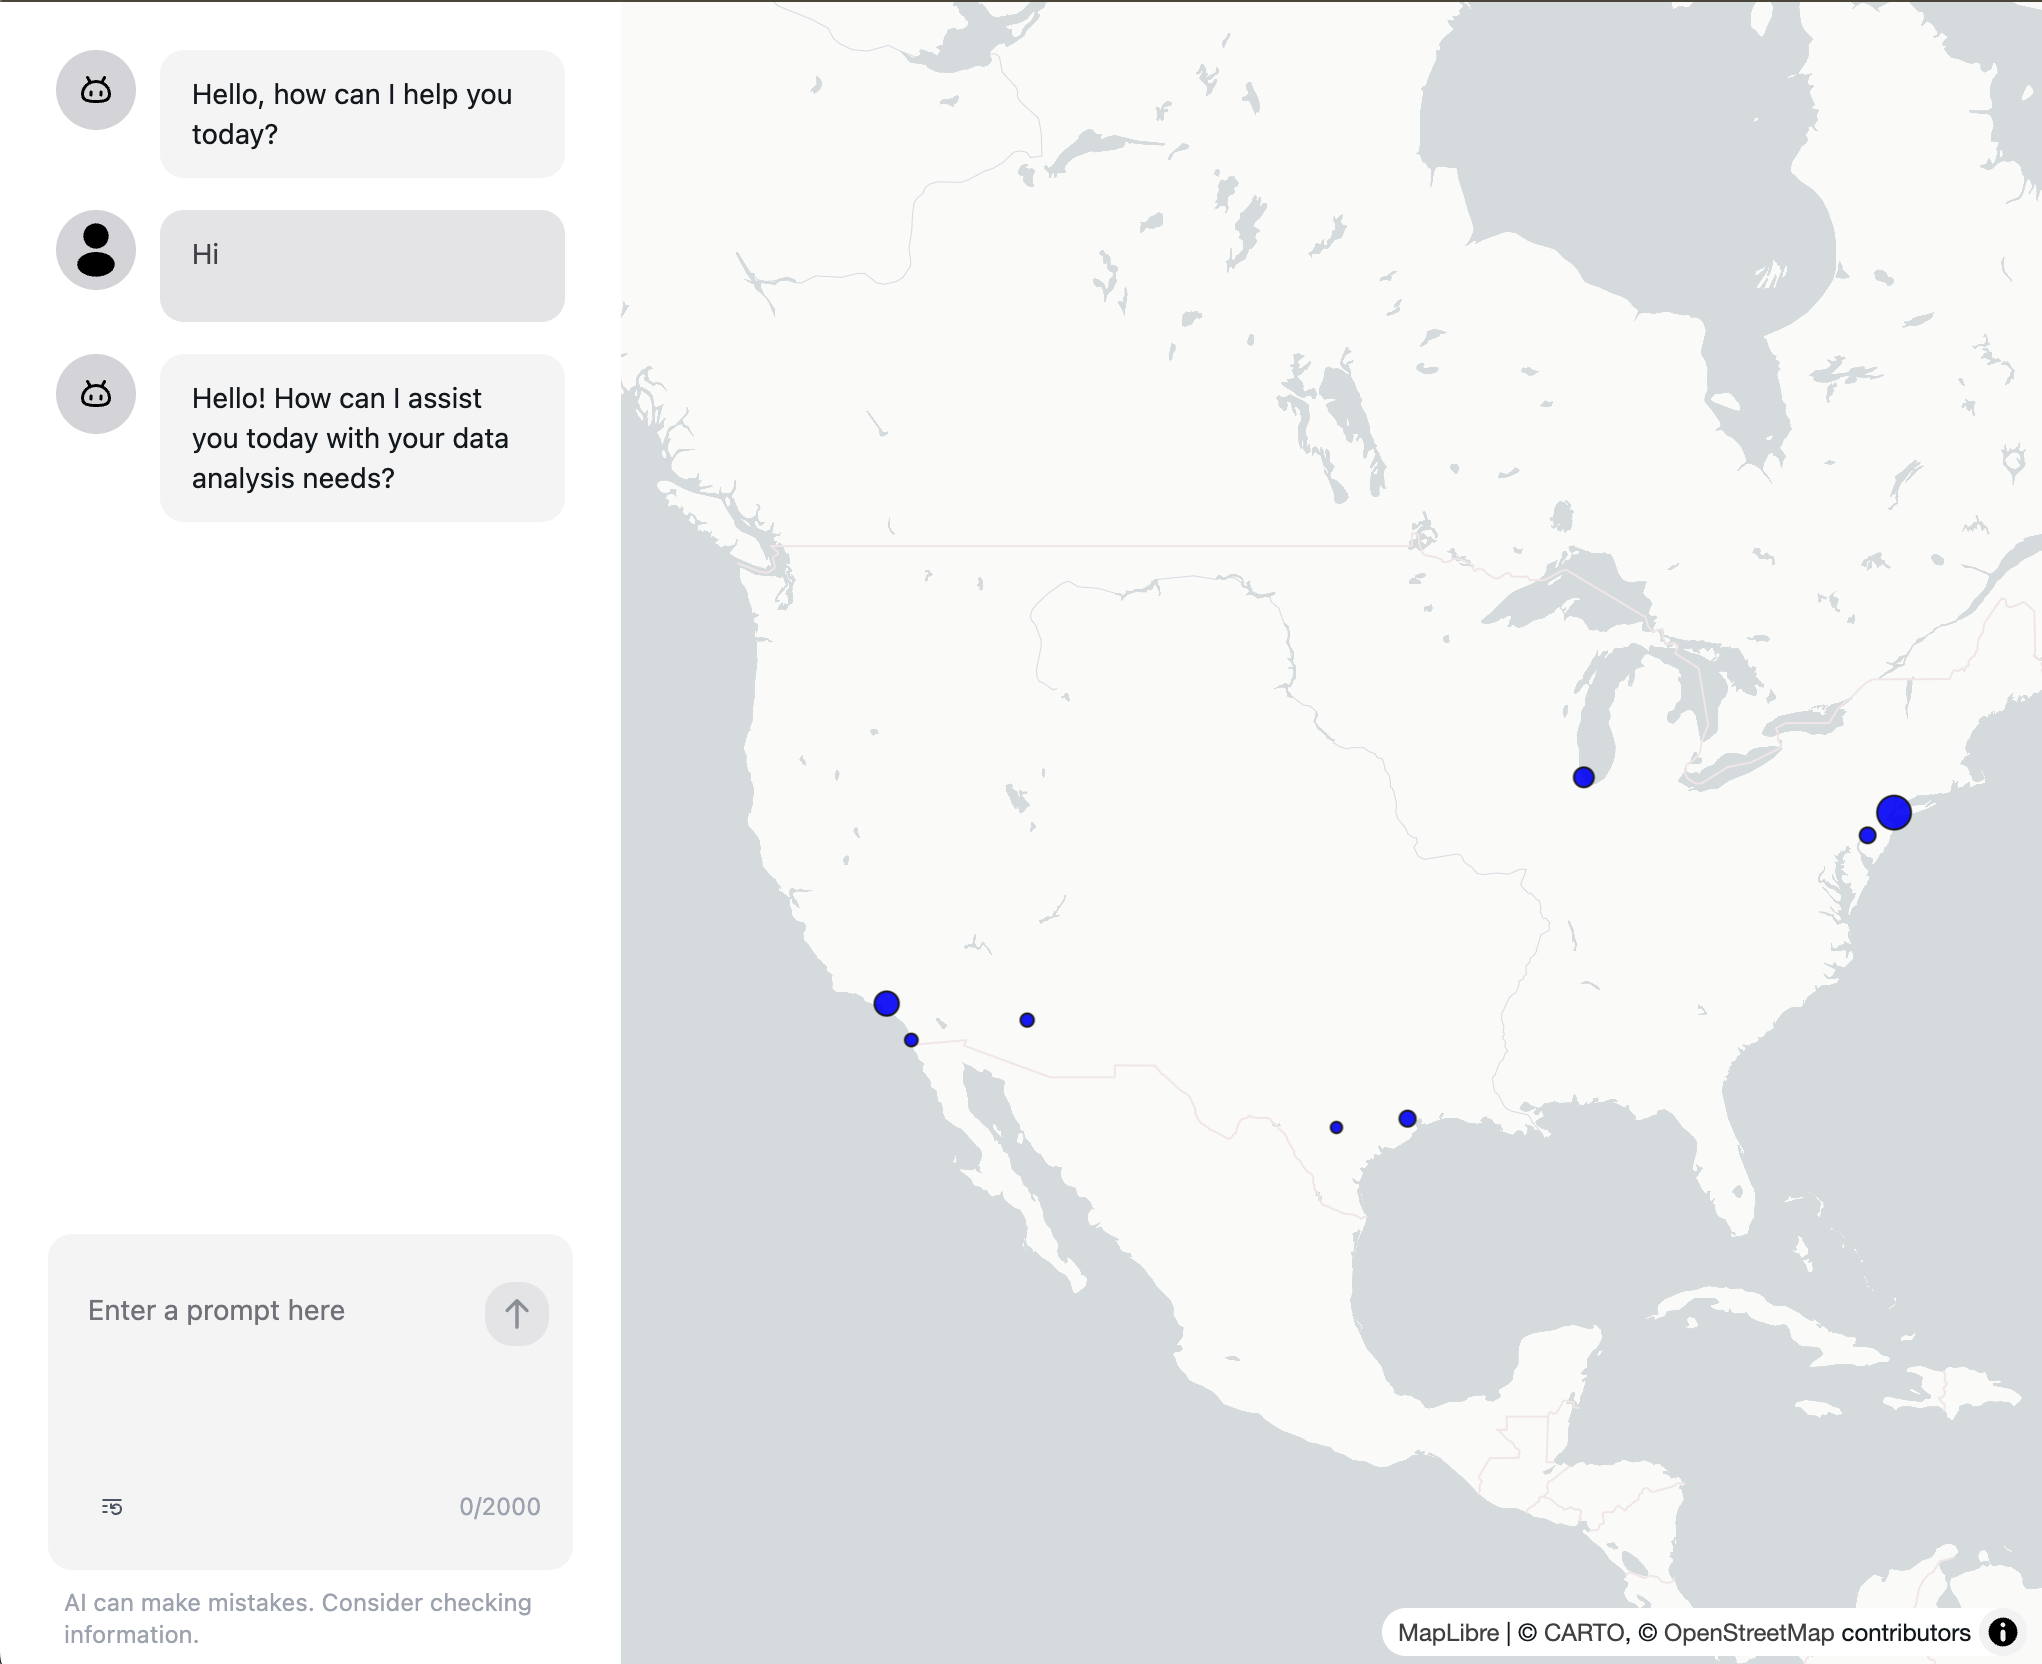 Hello, how can I help you
today?
Hi
Hello! How can I assist
you today with your data
analysis needs?
Enter a prompt here
0/2000
AI can make mistakes. Consider checking
information.
MapLibre | © CARTO, © OpenStreetMap contributors